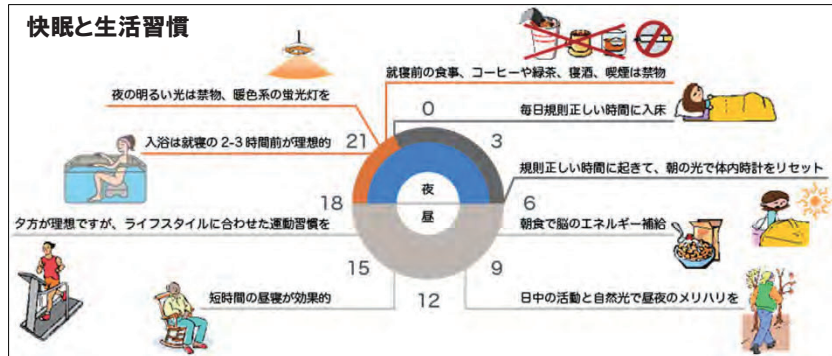 快眠と生活習慣
就寝前の食事、コーヒーや緑茶、寝酒、喫煙は禁物
夜の明るい光は禁物、暖色系の蛍光灯を
0
毎日規則正しい時間に入床
入浴は就寝の2-3時間前が理想的
21
3
規則正しい時間に起きて、朝の光で体内時計をリセット
夜
18
6
昼
夕方が理想ですが、ライフスタイルに合わせた運動習慣を
朝食で脳のエネルギー補給
15
9
短時間の昼寝が効果的
12
日中の活動と自然光で昼夜のメリハリを